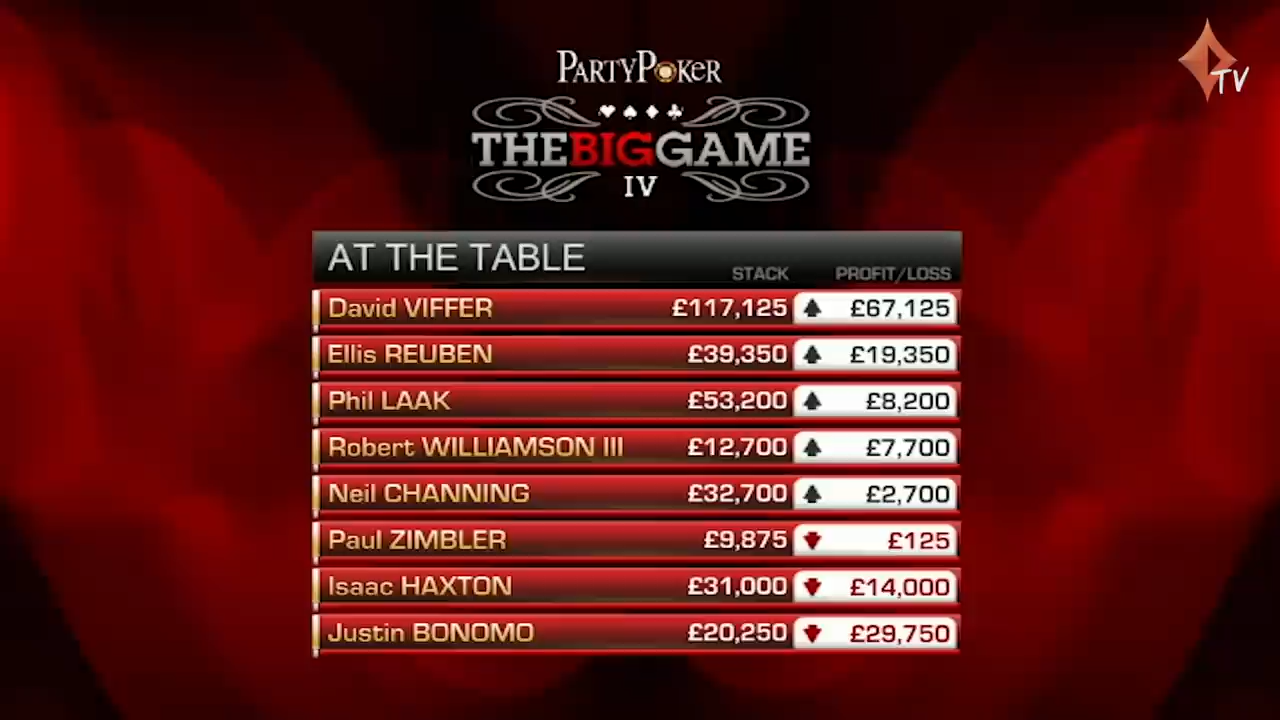 PARTYPOKER
TV
THEBIGGAME
IV
AT THE TABLE STACK PROFIT/LOSS
David VIFFER £117,125 £67,125
Ellis REUBEN £39,350 £19,350
Phil LAAK £53,200 £8,200
Robert WILLIAMSON III £12,700 £7,700
Neil CHANNING £32,700 £2,700
Paul ZIMBLER £9,875 £125
Isaac HAXTON £31,000 £14,000
Justin BONOMO £20,250 £29,750